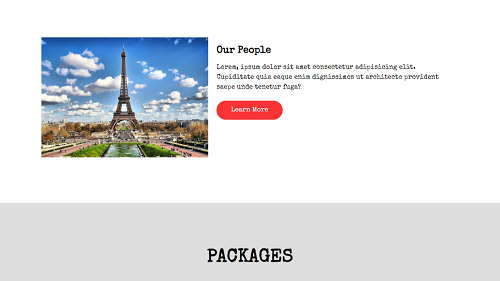 Our People
Lorem, ipsum dolor sit amet consectetur adipisicing elit.
Cupiditate quia eaque enim dignissimos ut architecto provident
saepe unde tenetur fuga?
Learn More
PACKAGES